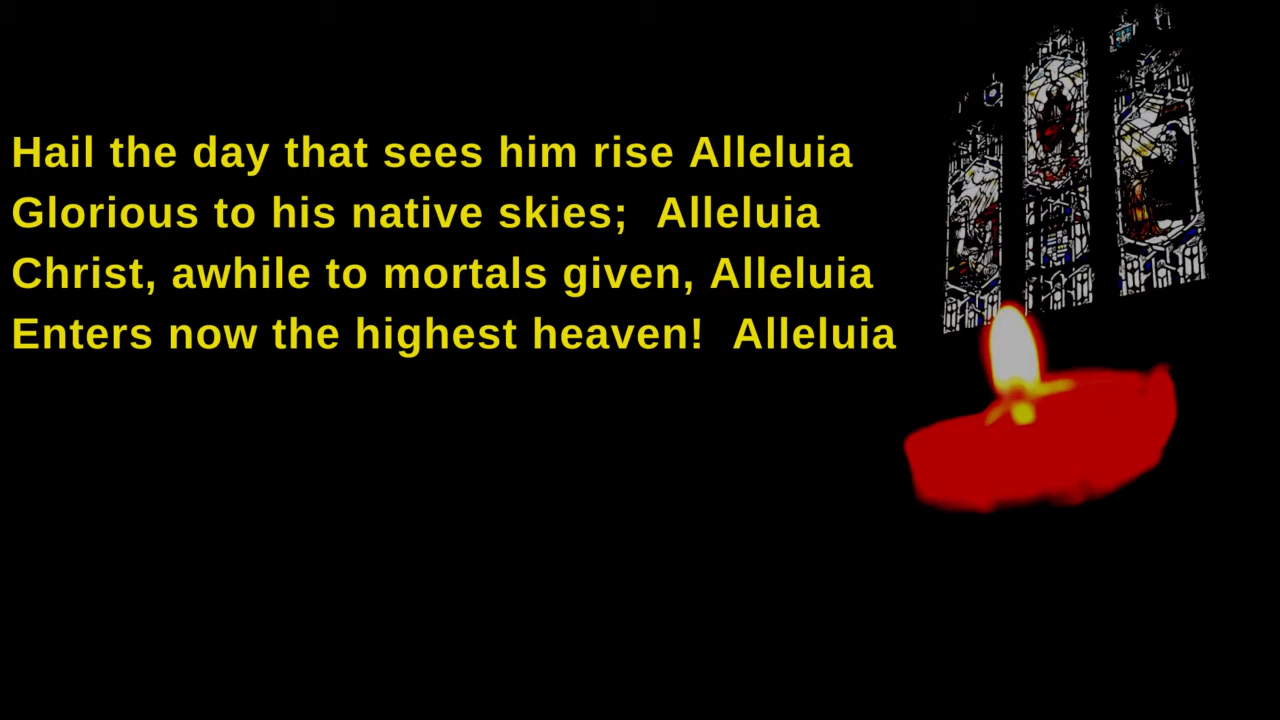 Hail the day that sees him rise Alleluia
Glorious to his native skies;  Alleluia
Christ, awhile to mortals given, Alleluia
Enters now the highest heaven!  Alleluia